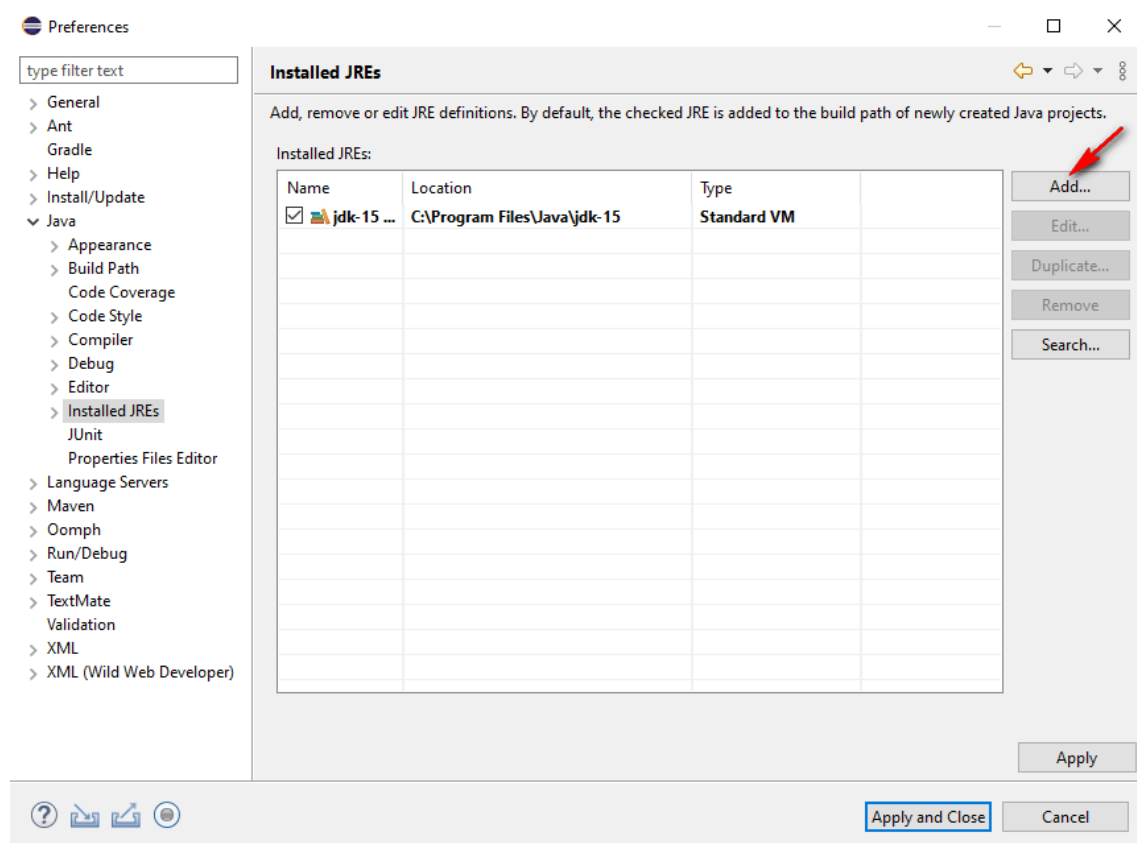 Preferences
type filter text
General
Ant
Gradle
Help
Install/Update
Java
Appearance
Build Path
Code Coverage
Code Style
Compiler
Debug
Editor
Installed JREs
JUnit
Properties Files Editor
Language Servers
Maven
Oomph
Run/Debug
Team
TextMate
Validation
XML
XML (Wild Web Developer)
Installed JREs
Add, remove or edit JRE definitions. By default, the checked JRE is added to the build path of newly created Java projects.
Installed JREs:
Name Location Type
jdk-15 ... C:\Program Files\Java\jdk-15 Standard VM
Add...
Edit...
Duplicate...
Remove
Search...
Apply
? Apply and Close Cancel